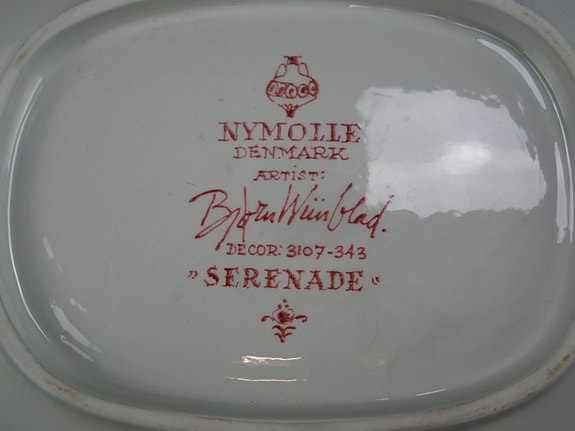 NYMOLLE
DENMARK
ARTIST:
Bjørn Wiinblad.
DECOR: 3107-343
" SERENADE "